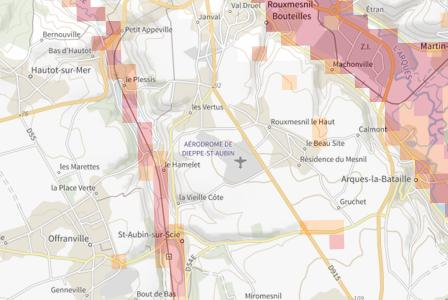 Val Druel
Rouxmesnil
Bouteilles
Étran
Janval
Petit Appeville
Bernouville
Bas d'Hautot
Z.I.
Martin-
CARQUES
Machonville
Hautot-sur-Mer
le Plessis
les Vertus
D55
Rouxmesnil le Haut
Calmont
AÉRODROME DE
DIEPPE-ST-AUBIN
le Beau Site
Résidence du Mesnil
les Marettes
le Hamelet
la Place Verte
Arques-la-Bataille
la Vieille Côte
Gruchet
Offranville
St-Aubin-sur-Scie
D54E
D915
Genneville
Bout de Bas
Miromesnil